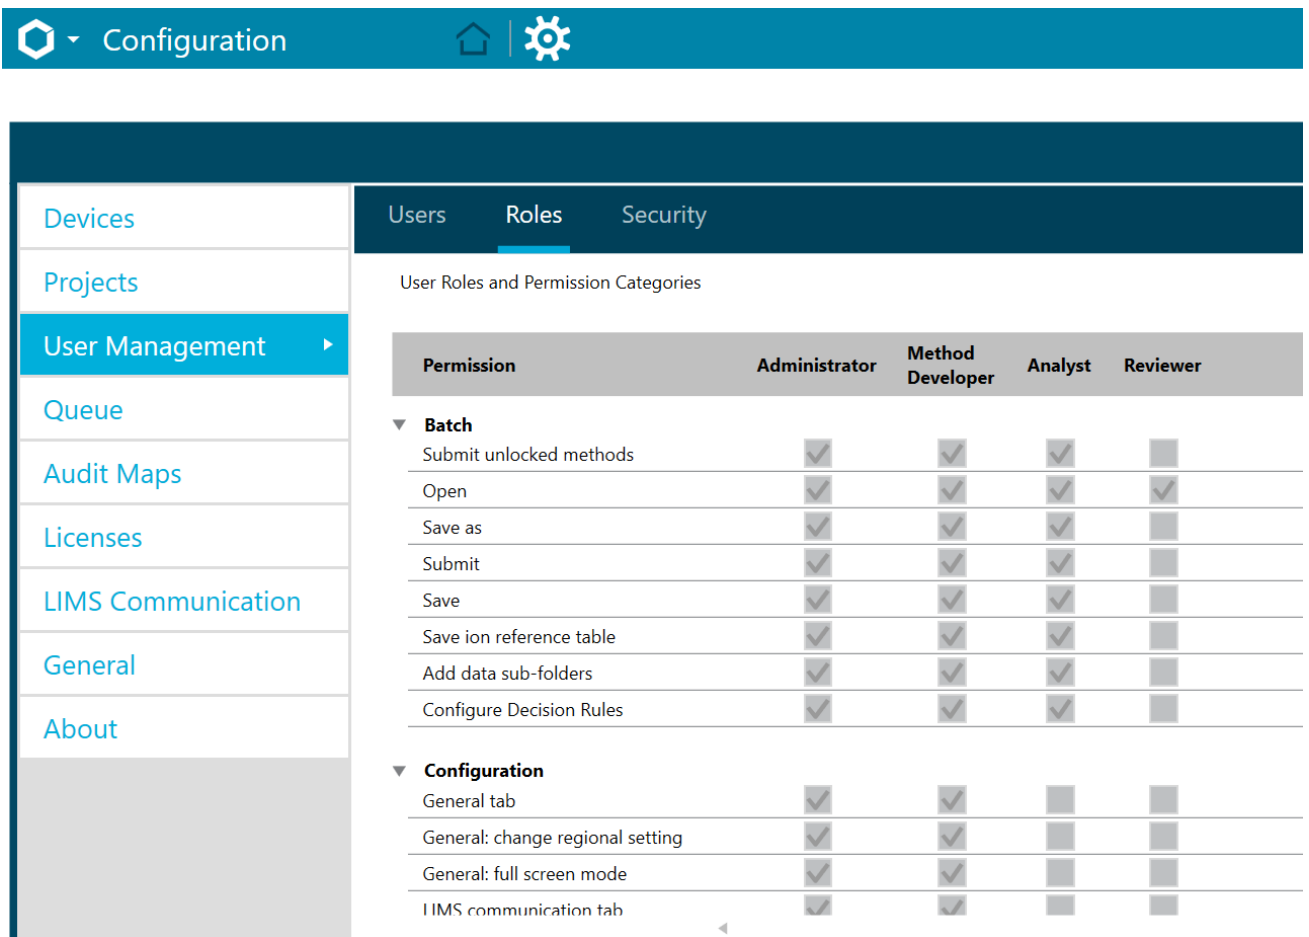 Configuration
Devices
Projects
User Management
Queue
Audit Maps
Licenses
LIMS Communication
General
About
Users Roles Security
User Roles and Permission Categories
Permission Administrator Method Developer Analyst Reviewer
Batch
Submit unlocked methods
Open
Save as
Submit
Save
Save ion reference table
Add data sub-folders
Configure Decision Rules
Configuration
General tab
General: change regional setting
General: full screen mode
LIMS communication tab